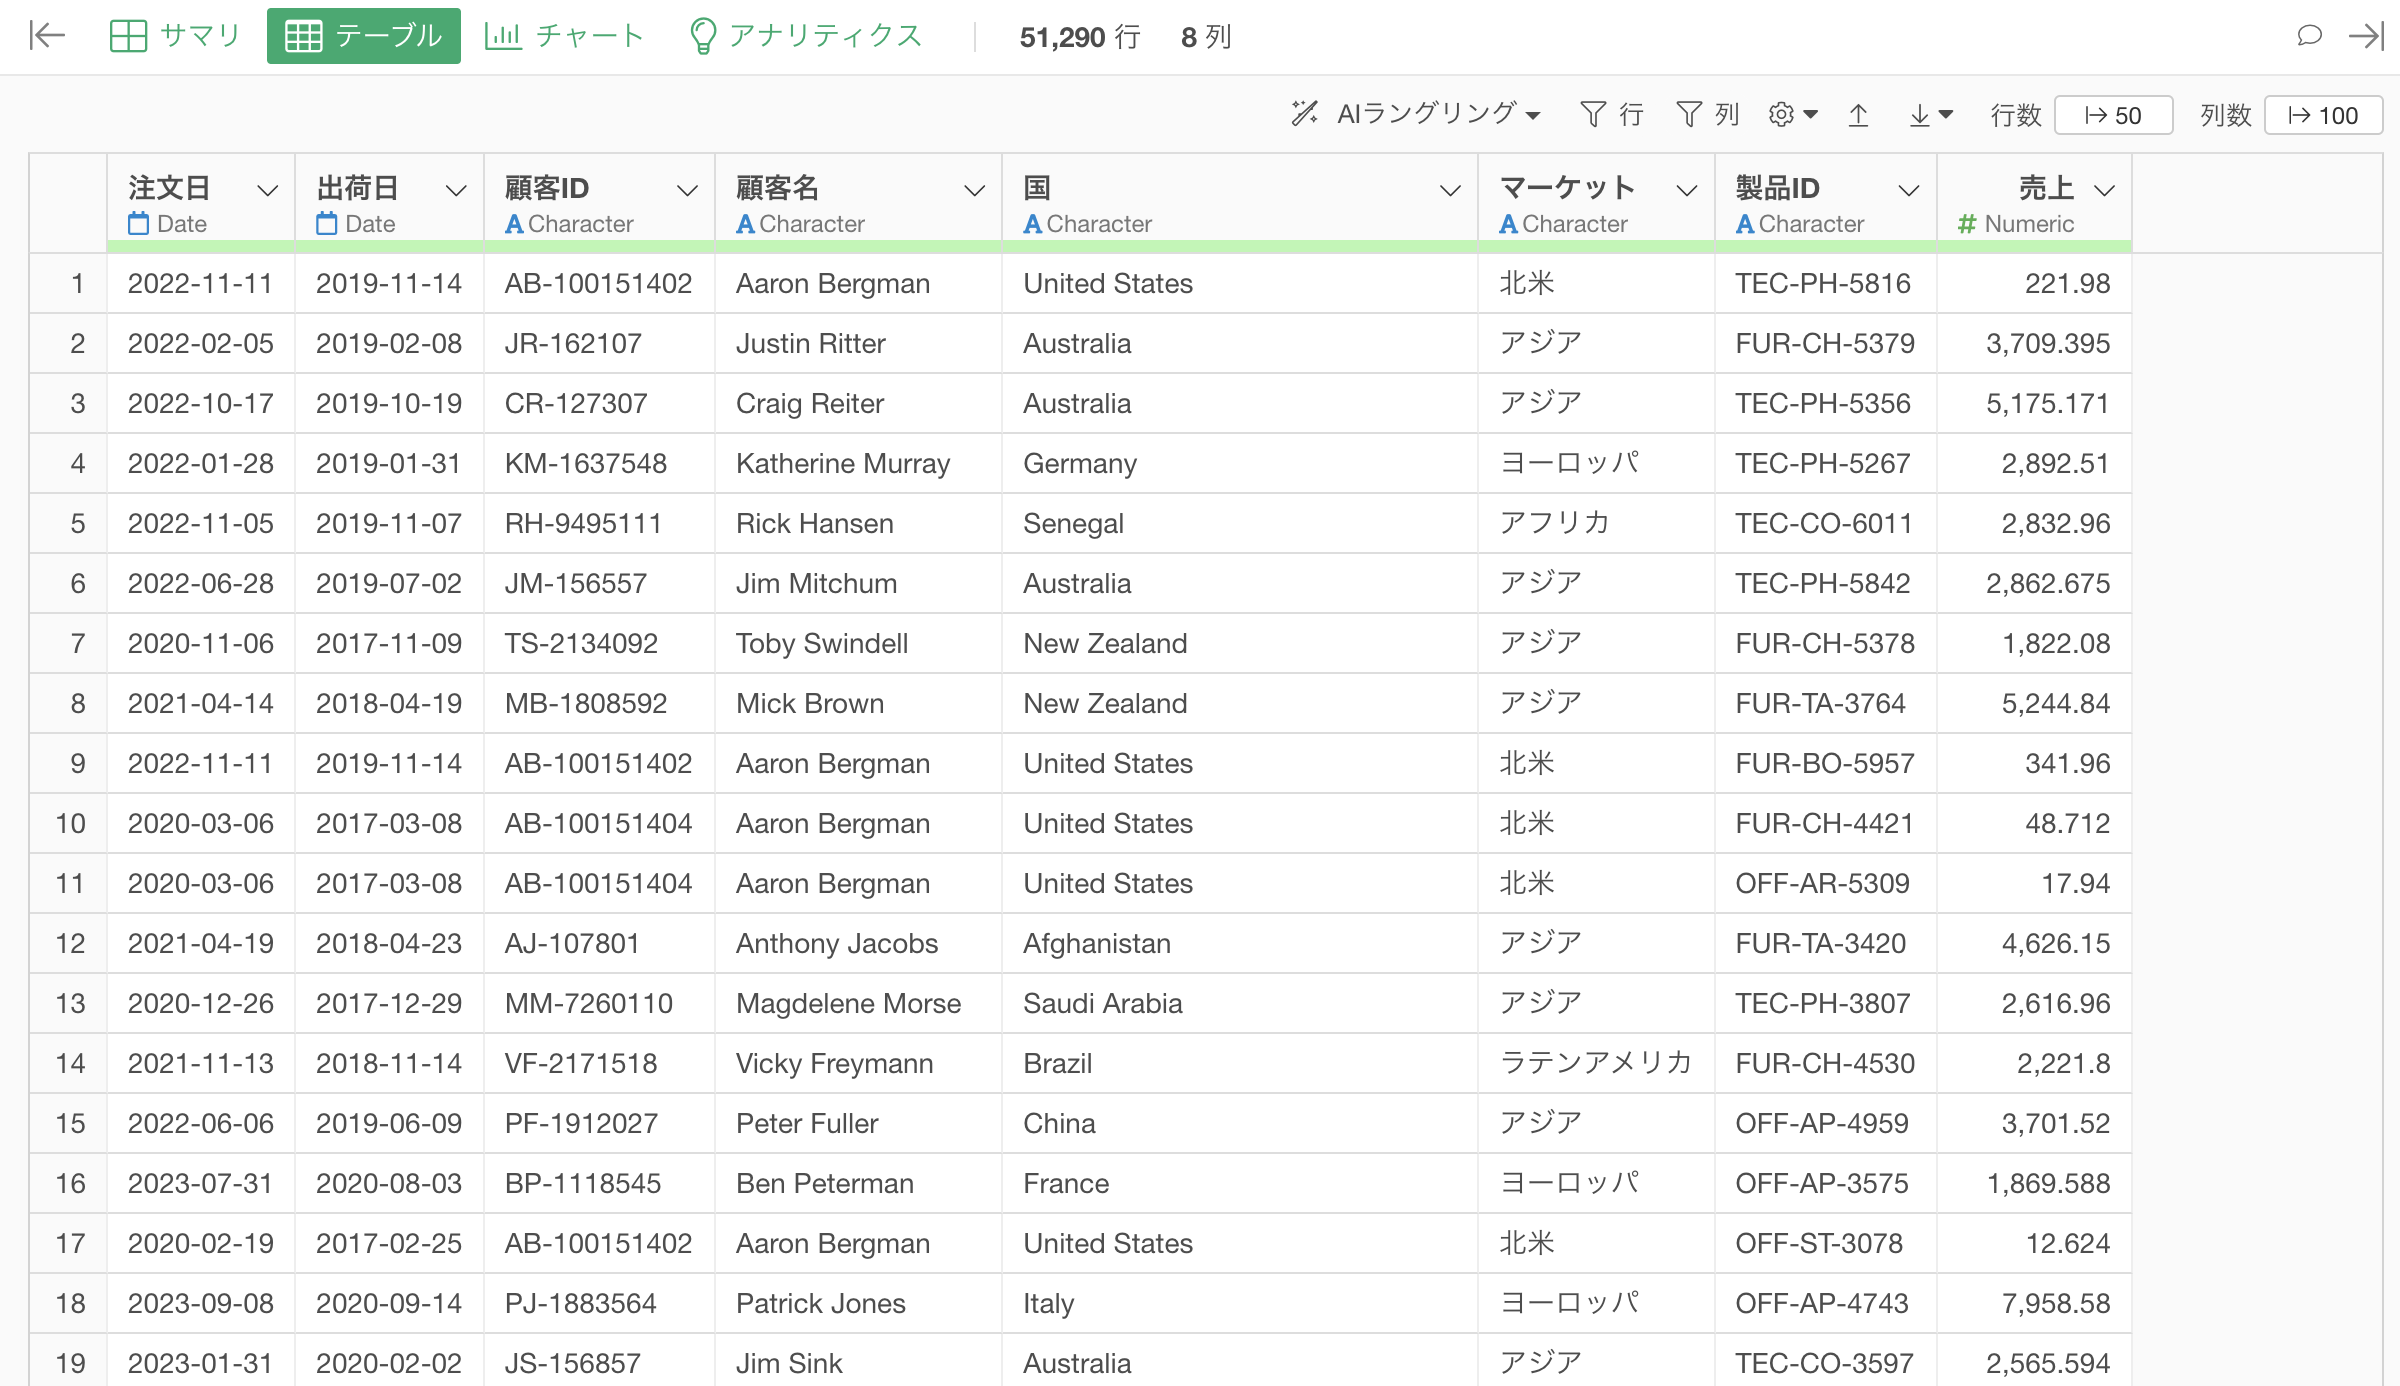 サマリ テーブル チャート アナリティクス 51,290 行 8 列
AIラングリング 行 列 行数 50 列数 100
注文日 出荷日 顧客ID 顧客名 国 マーケット 製品ID 売上
Date Date A Character A Character A Character A Character A Character # Numeric
1 2022-11-11 2019-11-14 AB-100151402 Aaron Bergman United States 北米 TEC-PH-5816 221.98
2 2022-02-05 2019-02-08 JR-162107 Justin Ritter Australia アジア FUR-CH-5379 3,709.395
3 2022-10-17 2019-10-19 CR-127307 Craig Reiter Australia アジア TEC-PH-5356 5,175.171
4 2022-01-28 2019-01-31 KM-1637548 Katherine Murray Germany ヨーロッパ TEC-PH-5267 2,892.51
5 2022-11-05 2019-11-07 RH-9495111 Rick Hansen Senegal アフリカ TEC-CO-6011 2,832.96
6 2022-06-28 2019-07-02 JM-156557 Jim Mitchum Australia アジア TEC-PH-5842 2,862.675
7 2020-11-06 2017-11-09 TS-2134092 Toby Swindell New Zealand アジア FUR-CH-5378 1,822.08
8 2021-04-14 2018-04-19 MB-1808592 Mick Brown New Zealand アジア FUR-TA-3764 5,244.84
9 2022-11-11 2019-11-14 AB-100151402 Aaron Bergman United States 北米 FUR-BO-5957 341.96
10 2020-03-06 2017-03-08 AB-100151404 Aaron Bergman United States 北米 FUR-CH-4421 48.712
11 2020-03-06 2017-03-08 AB-100151404 Aaron Bergman United States 北米 OFF-AR-5309 17.94
12 2021-04-19 2018-04-23 AJ-107801 Anthony Jacobs Afghanistan アジア FUR-TA-3420 4,626.15
13 2020-12-26 2017-12-29 MM-7260110 Magdelene Morse Saudi Arabia アジア TEC-PH-3807 2,616.96
14 2021-11-13 2018-11-14 VF-2171518 Vicky Freymann Brazil ラテンアメリカ FUR-CH-4530 2,221.8
15 2022-06-06 2019-06-09 PF-1912027 Peter Fuller China アジア OFF-AP-4959 3,701.52
16 2023-07-31 2020-08-03 BP-1118545 Ben Peterman France ヨーロッパ OFF-AP-3575 1,869.588
17 2020-02-19 2017-02-25 AB-100151402 Aaron Bergman United States 北米 OFF-ST-3078 12.624
18 2023-09-08 2020-09-14 PJ-1883564 Patrick Jones Italy ヨーロッパ OFF-AP-4743 7,958.58
19 2023-01-31 2020-02-02 JS-156857 Jim Sink Australia アジア TEC-CO-3597 2,565.594